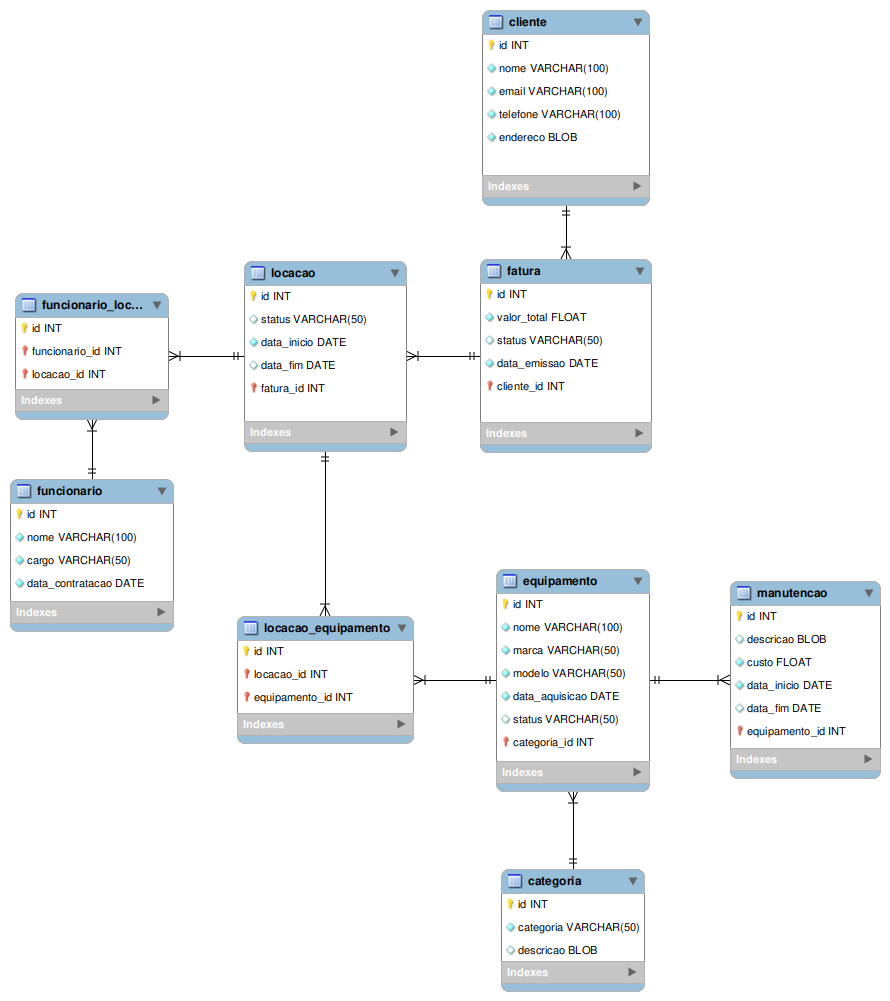 cliente
id INT
nome VARCHAR(100)
email VARCHAR(100)
telefone VARCHAR(100)
endereco BLOB
Indexes
funcionario_loc...
id INT
funcionario_id INT
locacao_id INT
Indexes
locacao
id INT
status VARCHAR(50)
data_inicio DATE
data_fim DATE
fatura_id INT
Indexes
fatura
id INT
valor_total FLOAT
status VARCHAR(50)
data_emissao DATE
cliente_id INT
Indexes
funcionario
id INT
nome VARCHAR(100)
cargo VARCHAR(50)
data_contratacao DATE
Indexes
locacao_equipamento
id INT
locacao_id INT
equipamento_id INT
Indexes
equipamento
id INT
nome VARCHAR(100)
marca VARCHAR(50)
modelo VARCHAR(50)
data_aquisicao DATE
status VARCHAR(50)
categoria_id INT
Indexes
manutencao
id INT
descricao BLOB
custo FLOAT
data_inicio DATE
data_fim DATE
equipamento_id INT
Indexes
categoria
id INT
categoria VARCHAR(50)
descricao BLOB
Indexes